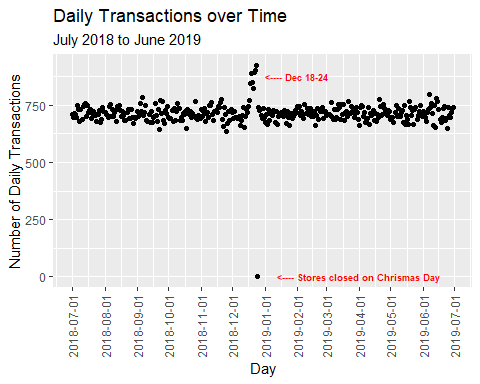 Daily Transactions over Time
July 2018 to June 2019
Number of Daily Transactions
750
500
250
0
<---- Dec 18-24
<---- Stores closed on Chrismas Day
2018-07-01
2018-08-01
2018-09-01
2018-10-01
2018-11-01
2018-12-01
2019-01-01
2019-02-01
2019-03-01
2019-04-01
2019-05-01
2019-06-01
2019-07-01
Day